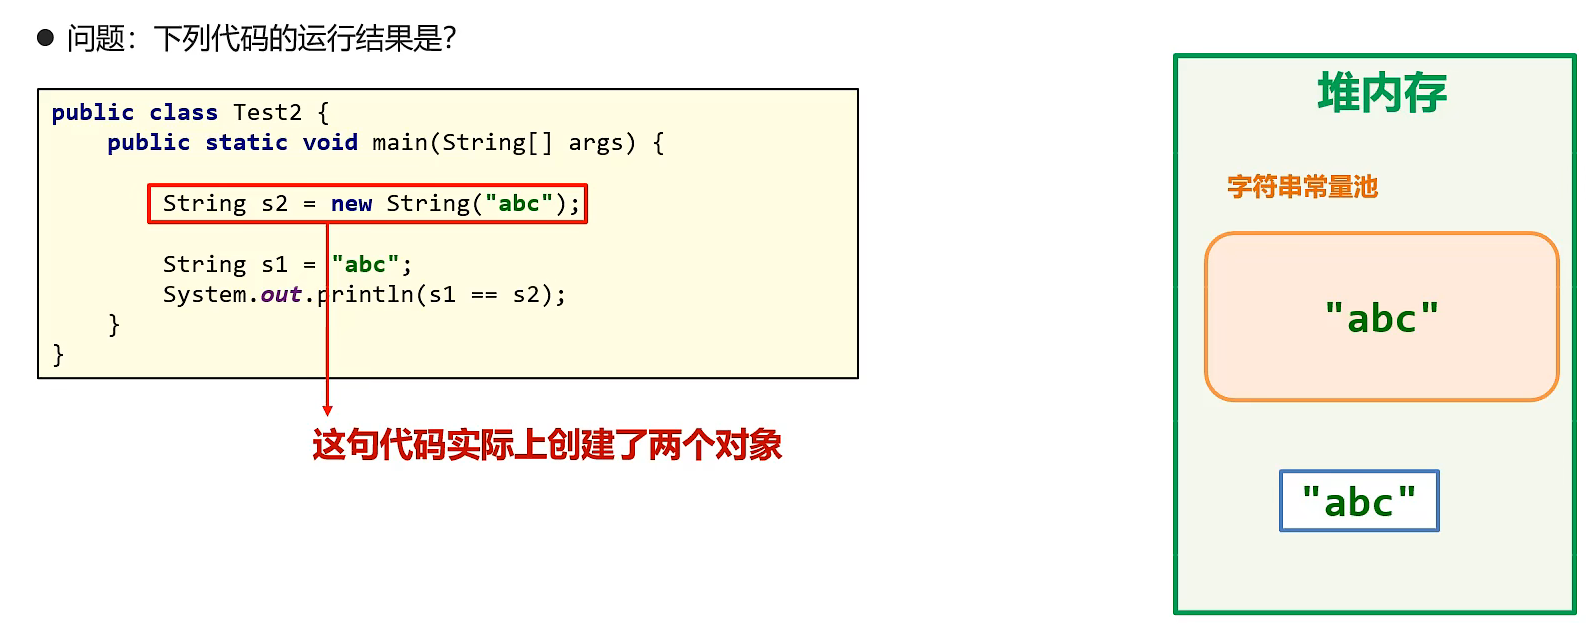 ● 问题：下列代码的运行结果是？
public class Test2 {
    public static void main(String[] args) {
        String s2 = new String("abc");
        String s1 = "abc";
        System.out.println(s1 == s2);
    }
}
这句代码实际上创建了两个对象
堆内存
字符串常量池
"abc"
"abc"